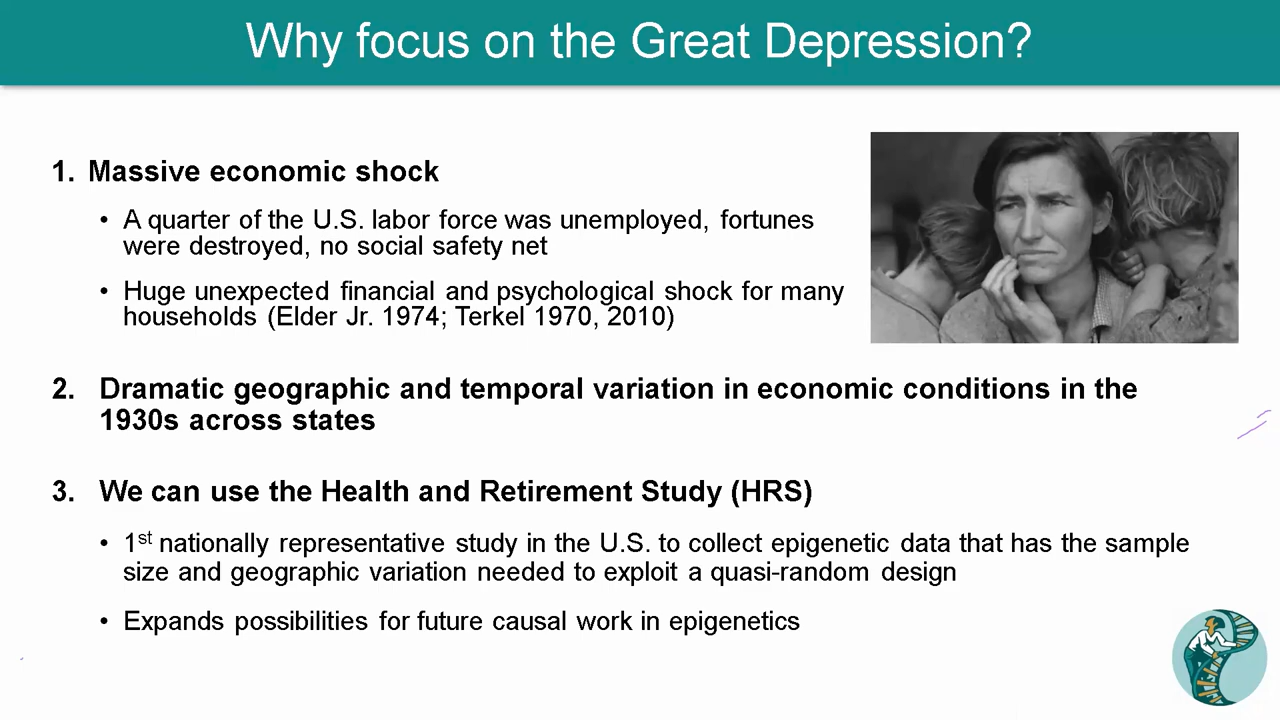 Why focus on the Great Depression?
1. Massive economic shock
• A quarter of the U.S. labor force was unemployed, fortunes
were destroyed, no social safety net
• Huge unexpected financial and psychological shock for many
households (Elder Jr. 1974; Terkel 1970, 2010)
2. Dramatic geographic and temporal variation in economic conditions in the
1930s across states
3. We can use the Health and Retirement Study (HRS)
• 1st nationally representative study in the U.S. to collect epigenetic data that has the sample
size and geographic variation needed to exploit a quasi-random design
• Expands possibilities for future causal work in epigenetics